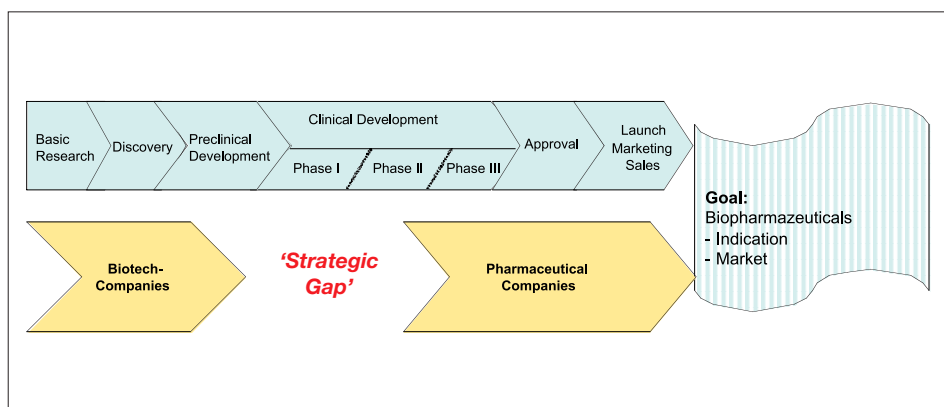 Basic
Research
Discovery
Preclinical
Development
Clinical Development
Phase I
Phase II
Phase III
Approval
Launch
Marketing
Sales
Goal:
Biopharmazeuticals
- Indication
- Market
Biotech-
Companies
‘Strategic
Gap’
Pharmaceutical
Companies